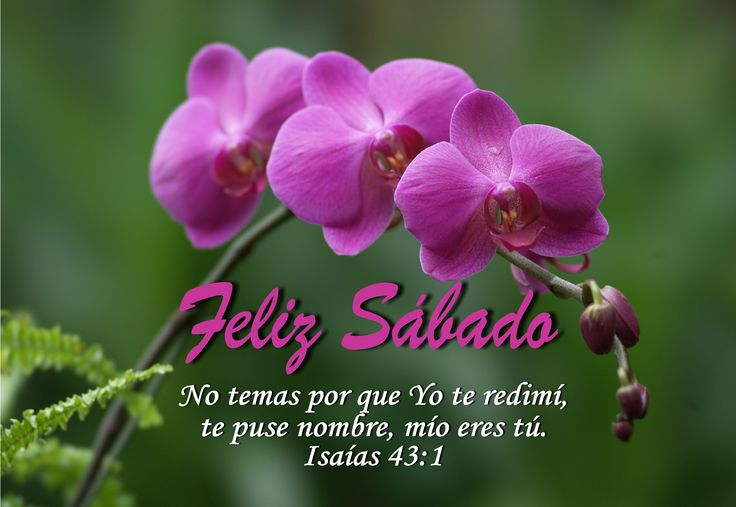 Feliz Sábado
No temas por que Yo te redimí,
te puse nombre, mío eres tú.
Isaías 43:1